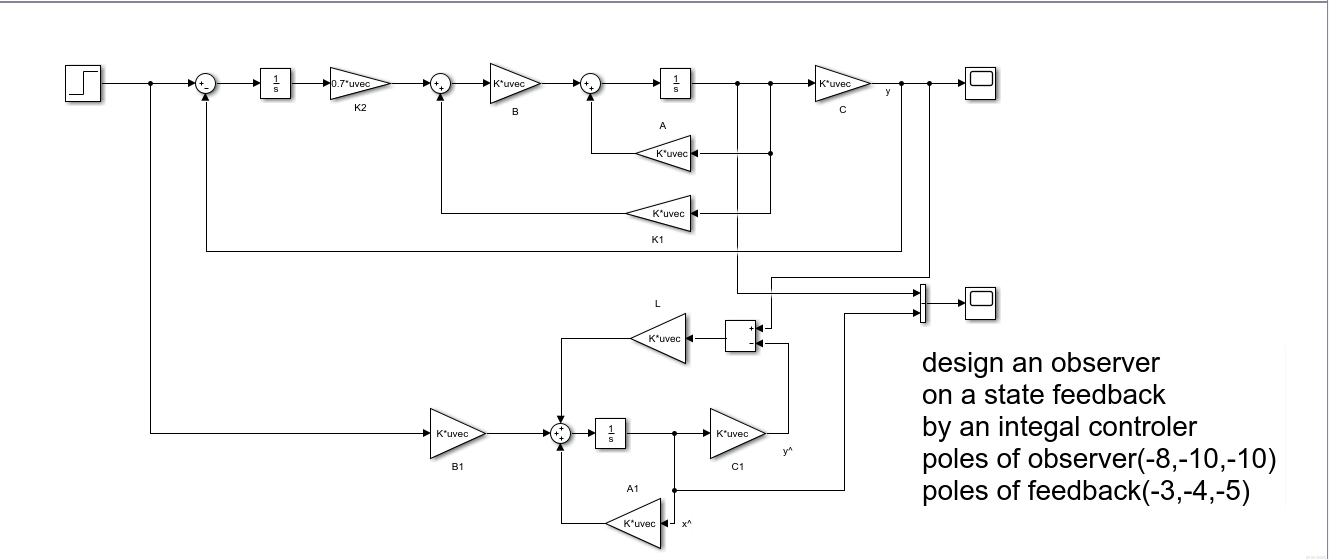 1
s
0.7*uvec
K2
K*uvec
B
1
s
K*uvec
C
y
A
K*uvec
K*uvec
K1
L
K*uvec
K*uvec
B1
1
s
K*uvec
C1
y^
A1
K*uvec
x^
design an observer
on a state feedback
by an integal controler
poles of observer(-8,-10,-10)
poles of feedback(-3,-4,-5)